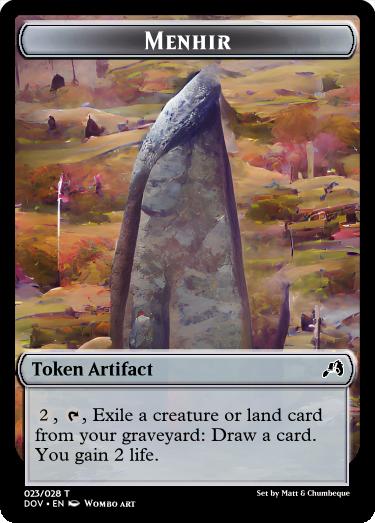 MENHIR
Token Artifact
2, , Exile a creature or land card
from your graveyard: Draw a card.
You gain 2 life.
023/028 T
DOV • EN WOMBO ART
Set by Matt & Chumbeque